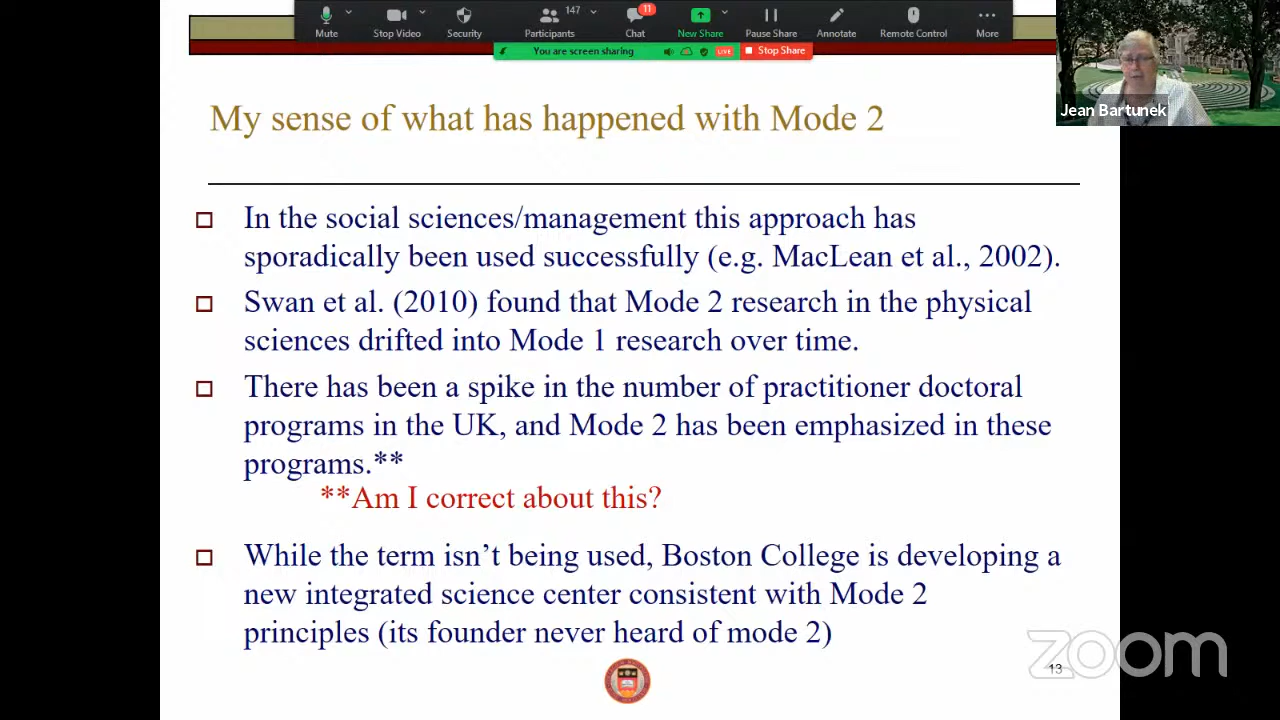 147
11
Mute
Stop Video
Security
Participants
Chat
New Share
Pause Share
Annotate
Remote Control
More
You are screen sharing
LIVE
Stop Share
Jean Bartunek
My sense of what has happened with Mode 2
In the social sciences/management this approach has
sporadically been used successfully (e.g. MacLean et al., 2002).
Swan et al. (2010) found that Mode 2 research in the physical
sciences drifted into Mode 1 research over time.
There has been a spike in the number of practitioner doctoral
programs in the UK, and Mode 2 has been emphasized in these
programs.**
**Am I correct about this?
While the term isn’t being used, Boston College is developing a
new integrated science center consistent with Mode 2
principles (its founder never heard of mode 2)
zoom
13